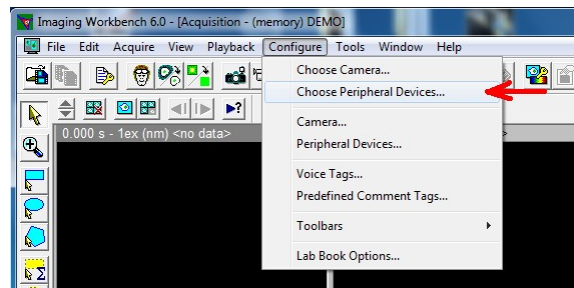 Imaging Workbench 6.0 - [Acquisition - (memory) DEMO]
File Edit Acquire View Playback Configure Tools Window Help
Choose Camera...
Choose Peripheral Devices...
Camera...
Peripheral Devices...
Voice Tags...
Predefined Comment Tags...
Toolbars
Lab Book Options...
0.000 s - 1ex (nm) <no data>